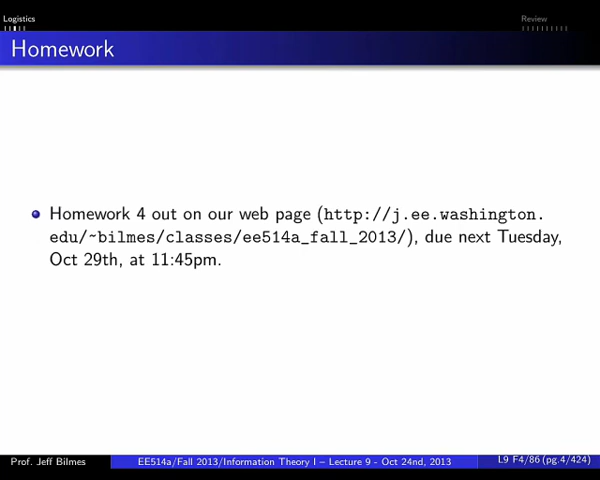 Logistics
Review
Homework
Homework 4 out on our web page (http://j.ee.washington.
edu/~bilmes/classes/ee514a_fall_2013/), due next Tuesday,
Oct 29th, at 11:45pm.
Prof. Jeff Bilmes
EE514a/Fall 2013/Information Theory I – Lecture 9 - Oct 24nd, 2013
L9 F4/86 (pg.4/424)